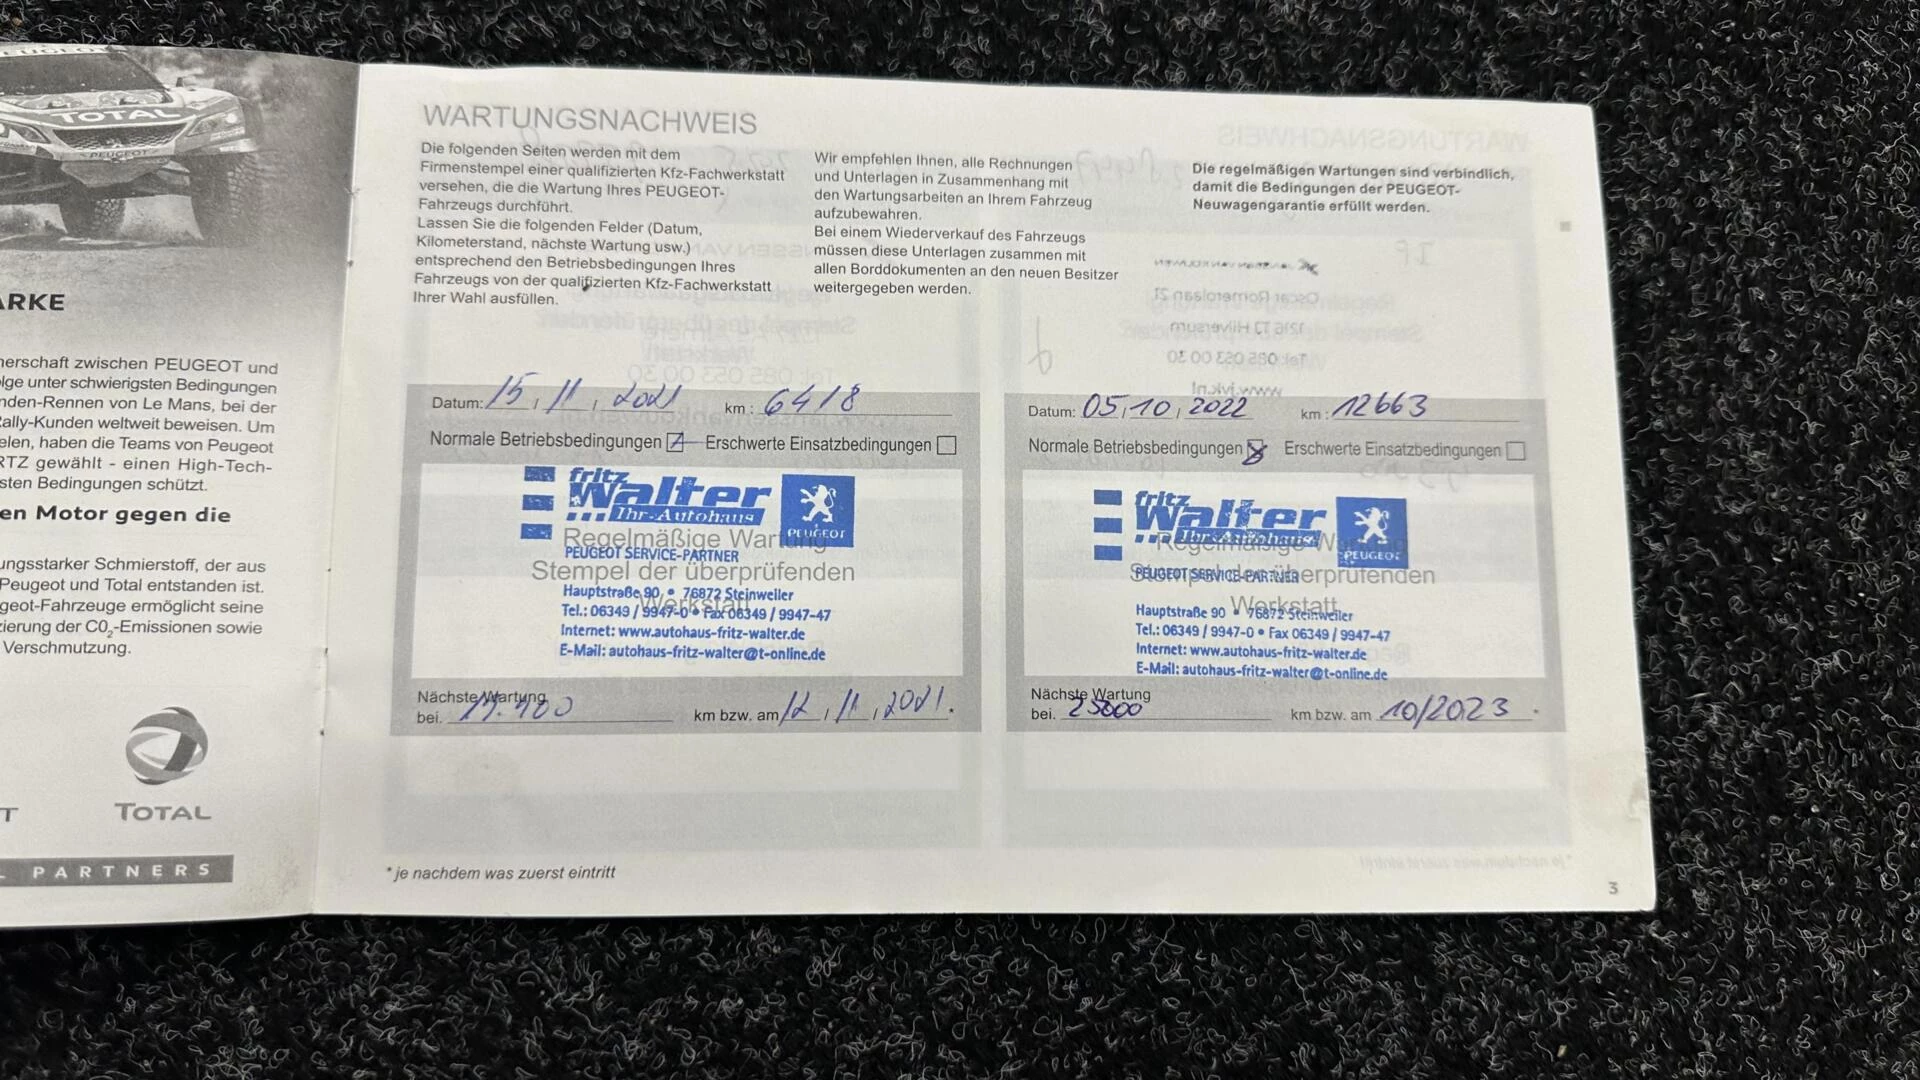 PEUGEOT
TOTAL
PEUGEOT
ARKE
nerschaft zwischen PEUGEOT und
lge unter schwierigsten Bedingungen
nden-Rennen von Le Mans, bei der
Rally-Kunden weltweit beweisen. Um
elen, haben die Teams von Peugeot
RTZ gewählt - einen High-Tech-
sten Bedingungen schützt.
en Motor gegen die
ungsstarker Schmierstoff, der aus
Peugeot und Total entstanden ist.
geot-Fahrzeuge ermöglicht seine
zierung der C0₂-Emissionen sowie
Verschmutzung.
T
TOTAL
L PARTNERS
WARTUNGSNACHWEIS
Die folgenden Seiten werden mit dem
Firmenstempel einer qualifizierten Kfz-Fachwerkstatt
versehen, die die Wartung Ihres PEUGEOT-
Fahrzeugs durchführt.
Lassen Sie die folgenden Felder (Datum,
Kilometerstand, nächste Wartung usw.)
entsprechend den Betriebsbedingungen Ihres
Fahrzeugs von der qualifizierten Kfz-Fachwerkstatt
Ihrer Wahl ausfüllen.
Wir empfehlen Ihnen, alle Rechnungen
und Unterlagen in Zusammenhang mit
den Wartungsarbeiten an Ihrem Fahrzeug
aufzubewahren.
Bei einem Wiederverkauf des Fahrzeugs
müssen diese Unterlagen zusammen mit
allen Borddokumenten an den neuen Besitzer
weitergegeben werden.
Die regelmäßigen Wartungen sind verbindlich,
damit die Bedingungen der PEUGEOT-
Neuwagengarantie erfüllt werden.
Datum: 15, 11, 2021 km: 6418
Normale Betriebsbedingungen Erschwerte Einsatzbedingungen
fritz
Walter
Ihr-Autohaus
PEUGEOT
Regelmäßige Wartung
PEUGEOT SERVICE-PARTNER
Stempel der überprüfenden
Werkstatt
Hauptstraße 90 • 76872 Steinweiler
Tel.: 06349 / 9947-0 • Fax 06349 / 9947-47
Internet: www.autohaus-fritz-walter.de
E-Mail: autohaus-fritz-walter@t-online.de
Nächste Wartung
bei. km bzw. am 12, 11, 2021.*
Datum: 05, 10, 2022 km: 12663
Normale Betriebsbedingungen Erschwerte Einsatzbedingungen
fritz
Walter
Ihr-Autohaus
PEUGEOT
Regelmäßige Wartung
PEUGEOT SERVICE-PARTNER
Stempel der überprüfenden
Werkstatt
Hauptstraße 90 • 76872 Steinweiler
Tel.: 06349 / 9947-0 • Fax 06349 / 9947-47
Internet: www.autohaus-fritz-walter.de
E-Mail: autohaus-fritz-walter@t-online.de
Nächste Wartung
bei. 25000 km bzw. am 10/2023 *
*je nachdem was zuerst eintritt
3